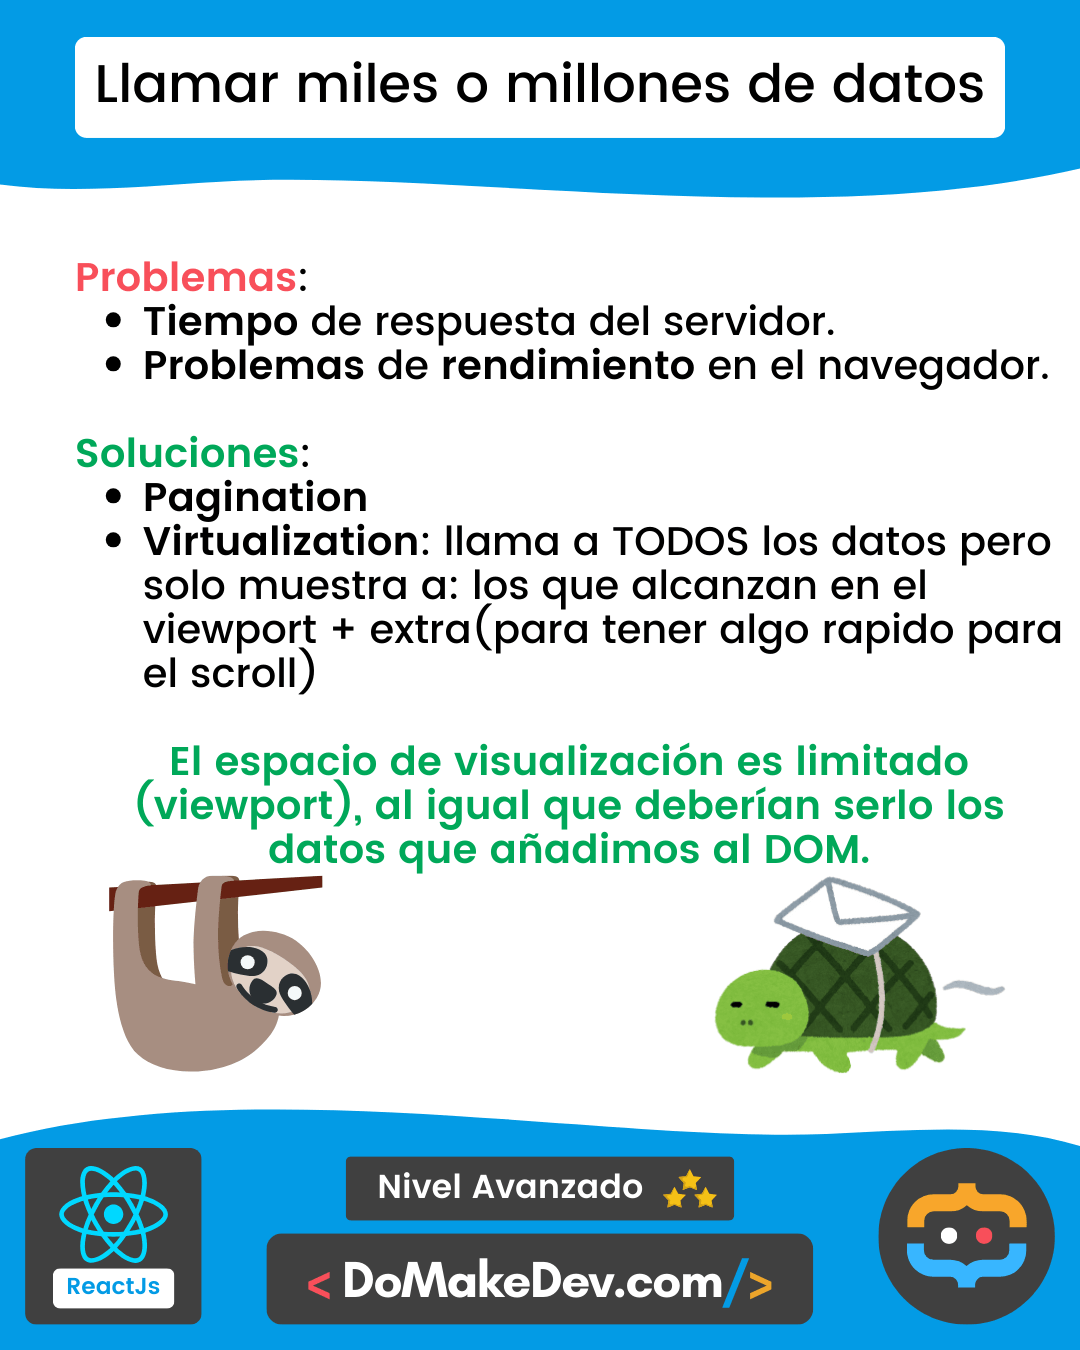 Llamar miles o millones de datos
Problemas:
• Tiempo de respuesta del servidor.
• Problemas de rendimiento en el navegador.
Soluciones:
• Pagination
• Virtualization: llama a TODOS los datos pero
solo muestra a: los que alcanzan en el
viewport + extra(para tener algo rapido para
el scroll)
El espacio de visualización es limitado
(viewport), al igual que deberían serlo los
datos que añadimos al DOM.
Nivel Avanzado
ReactJs
< DoMakeDev.com/>